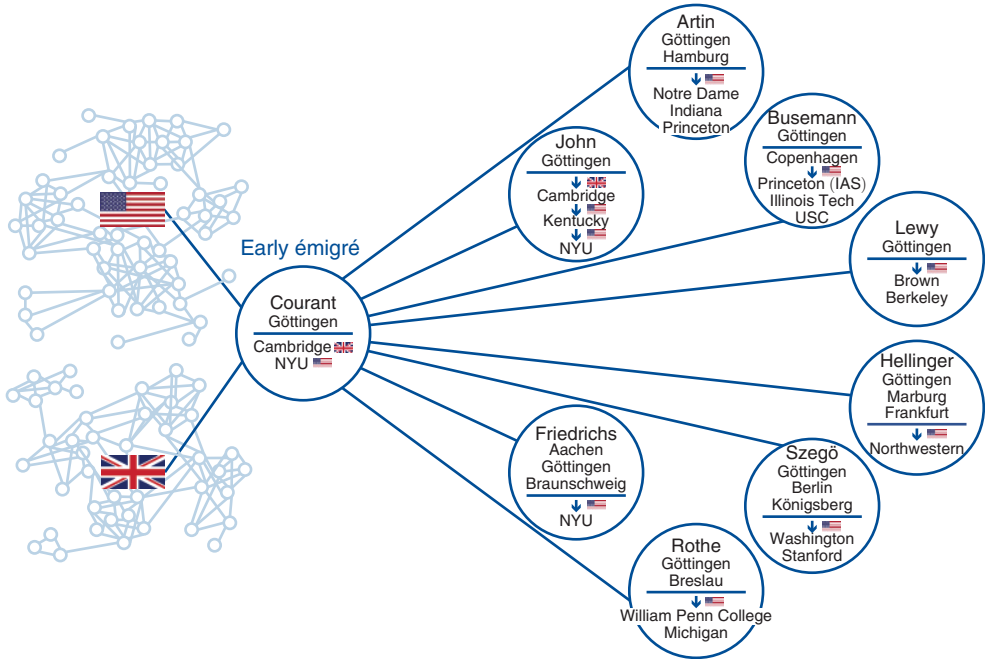 Artin
Göttingen
Hamburg
Notre Dame
Indiana
Princeton
Busemann
Göttingen
Copenhagen
Princeton (IAS)
Illinois Tech
USC
John
Göttingen
Cambridge
Kentucky
NYU
Lewy
Göttingen
Brown
Berkeley
Early émigré
Courant
Göttingen
Cambridge
NYU
Hellinger
Göttingen
Marburg
Frankfurt
Northwestern
Friedrichs
Aachen
Göttingen
Braunschweig
NYU
Szegö
Göttingen
Berlin
Königsberg
Washington
Stanford
Rothe
Göttingen
Breslau
William Penn College
Michigan